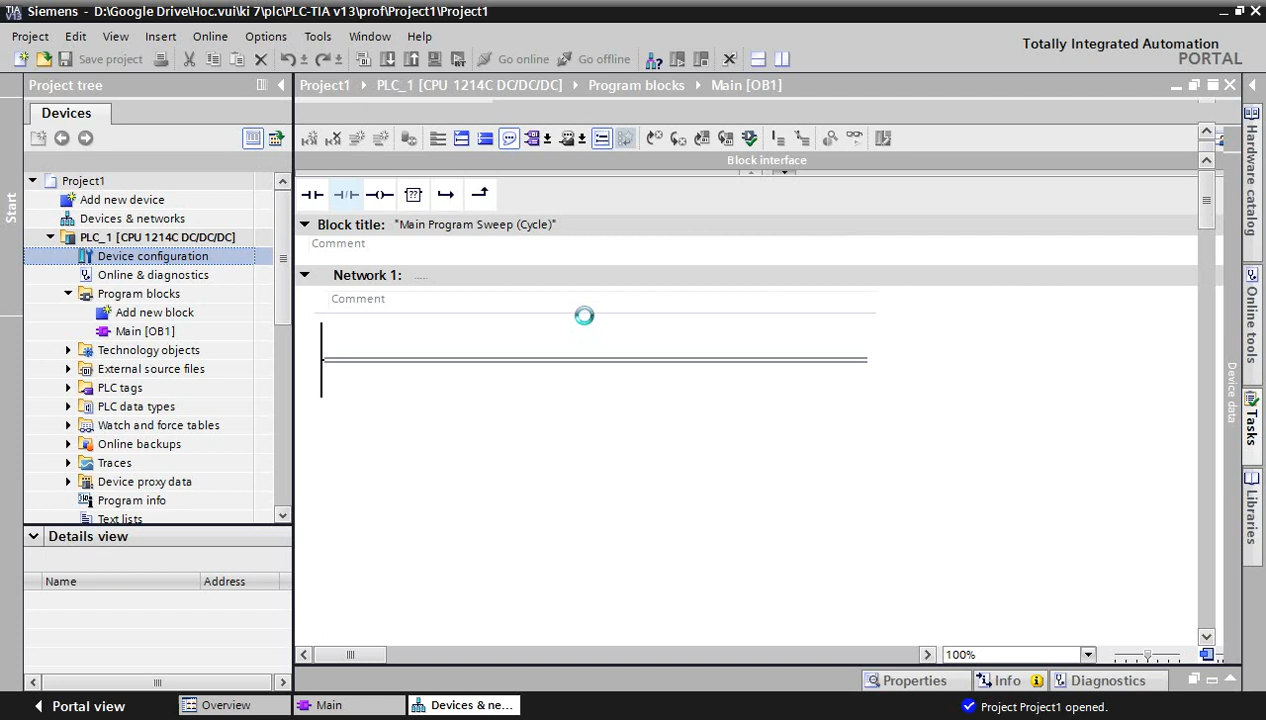 TIA V13 Siemens - D:\Google Drive\Hoc.vui\ki 7\plc\PLC-TIA v13\prof\Project1\Project1
Project Edit View Insert Online Options Tools Window Help
Totally Integrated Automation
PORTAL
Save project Go online Go offline
Project tree
Project1 PLC_1 [CPU 1214C DC/DC/DC] Program blocks Main [OB1]
Devices
Block interface
??
Project1
Add new device
Devices & networks
PLC_1 [CPU 1214C DC/DC/DC]
Device configuration
Online & diagnostics
Program blocks
Add new block
Main [OB1]
Technology objects
External source files
PLC tags
PLC data types
Watch and force tables
Online backups
Traces
Device proxy data
Program info
Text lists
Block title: "Main Program Sweep (Cycle)"
Comment
Network 1: .....
Comment
Details view
Name Address
100%
Properties Info Diagnostics
Start
Hardware catalog
Online tools
Tasks
Libraries
Device data
Portal view Overview Main Devices & ne... Project Project1 opened.